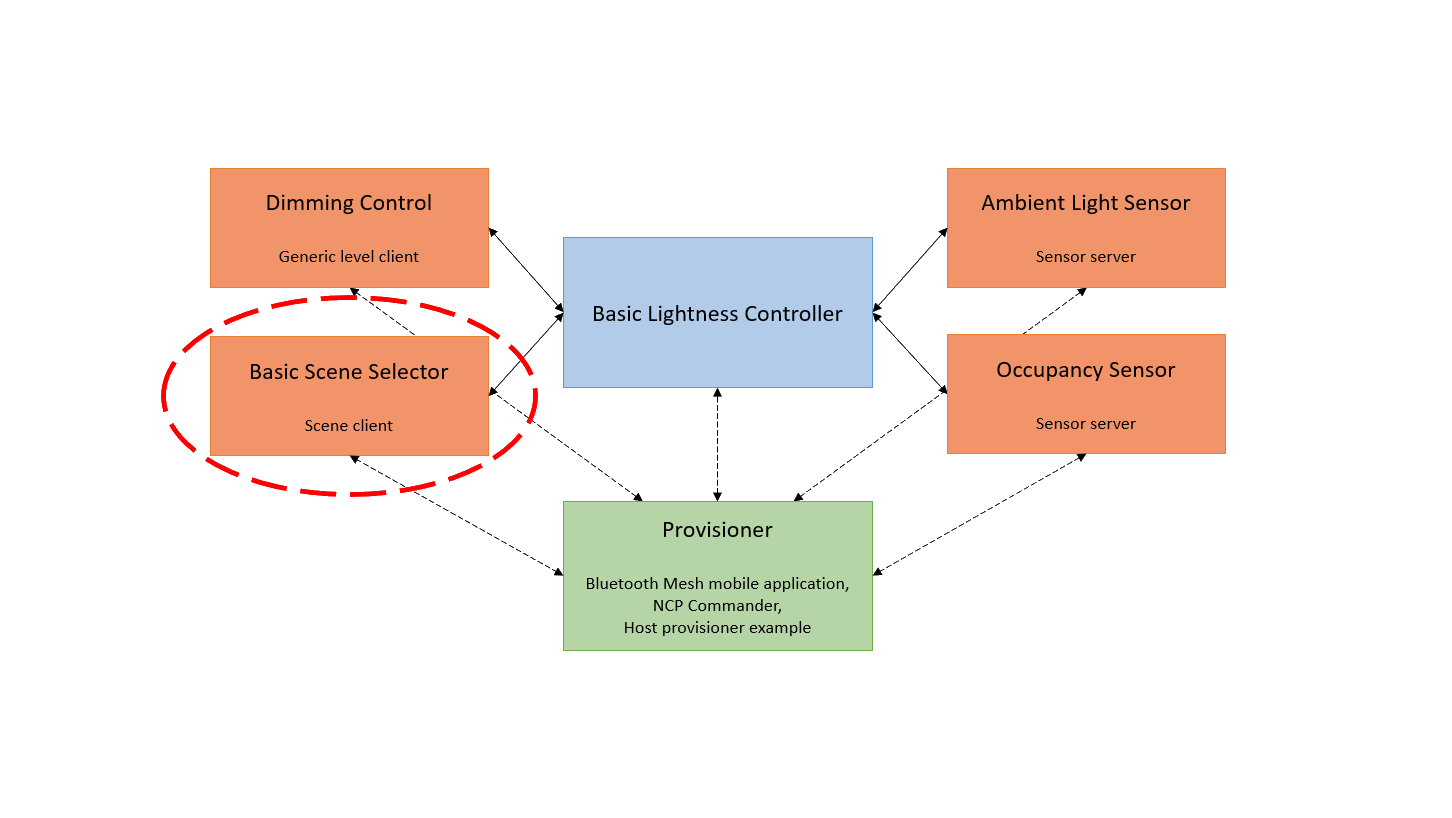 Dimming Control
Generic level client
Basic Scene Selector
Scene client
Basic Lightness Controller
Ambient Light Sensor
Sensor server
Occupancy Sensor
Sensor server
Provisioner
Bluetooth Mesh mobile application,
NCP Commander,
Host provisioner example